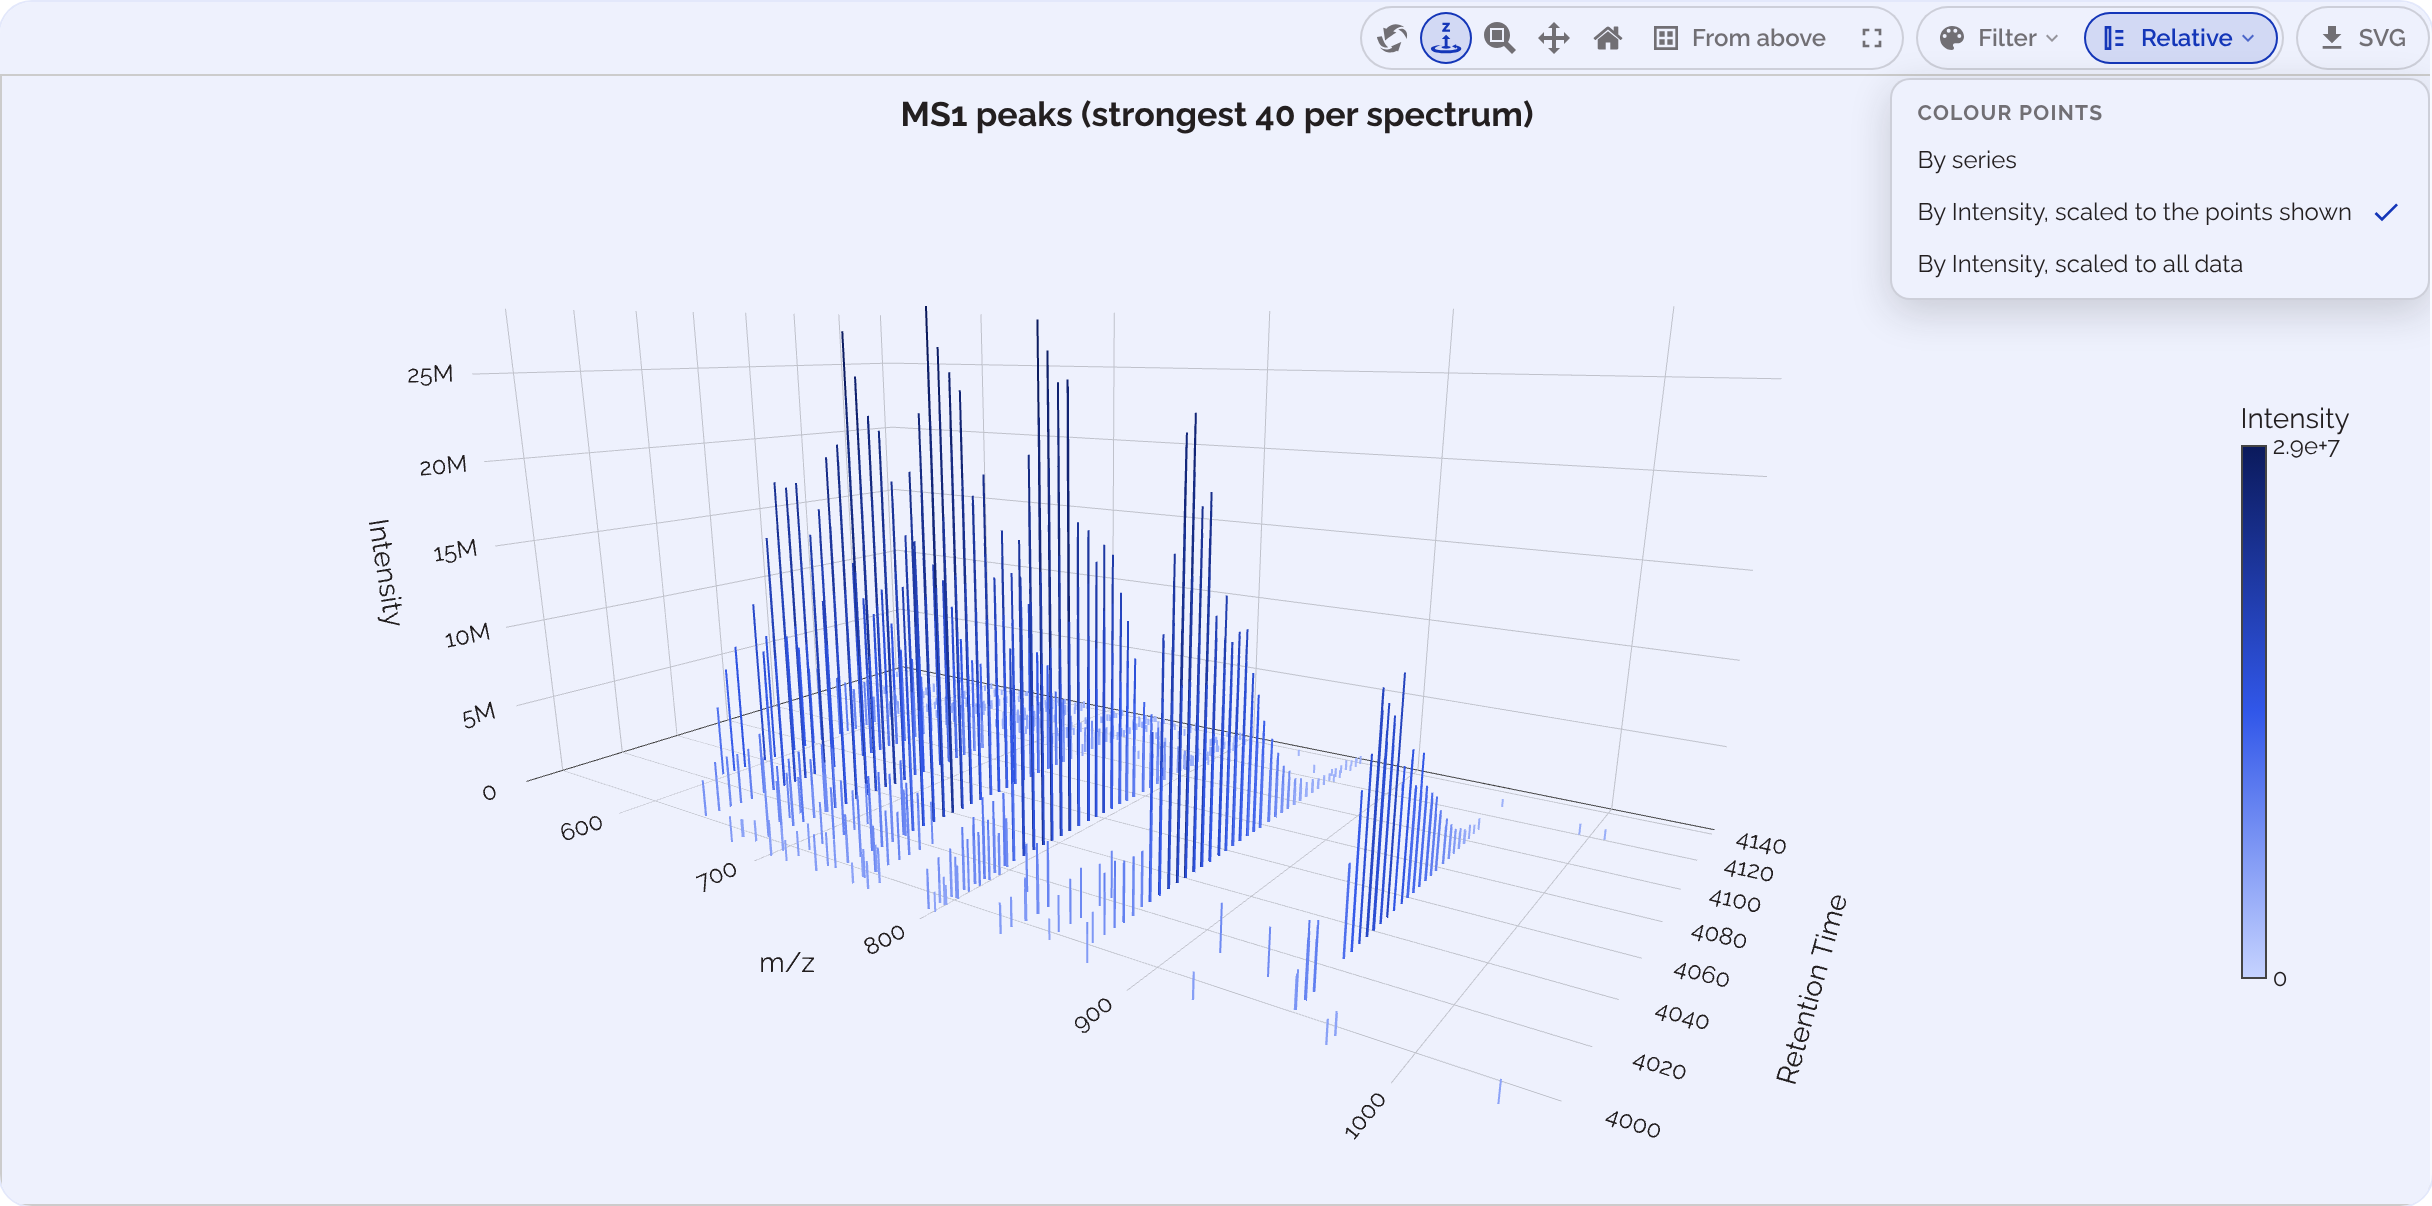 Z
From above
Filter
Relative
SVG
COLOUR POINTS
By series
By Intensity, scaled to the points shown
By Intensity, scaled to all data
MS1 peaks (strongest 40 per spectrum)
25M
20M
15M
10M
5M
0
Intensity
600
700
800
900
1000
m/z
4140
4120
4100
4080
4060
4040
4020
4000
Retention Time
Intensity
2.9e+7
0